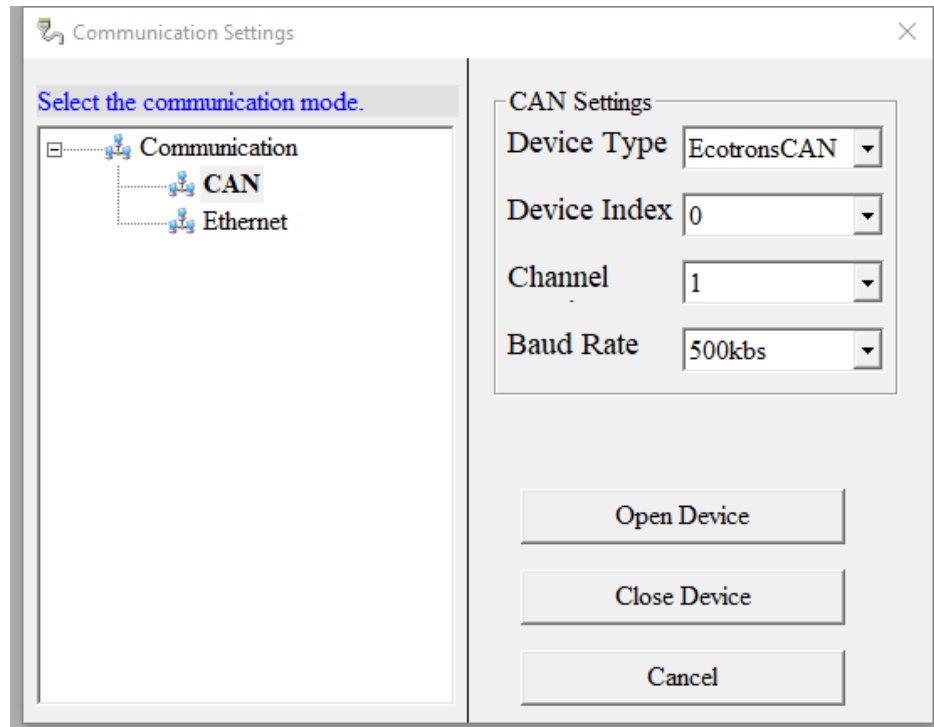 Communication Settings
Select the communication mode.
Communication
CAN
Ethernet
CAN Settings
Device Type EcotronsCAN
Device Index 0
Channel 1
Baud Rate 500kbs
Open Device
Close Device
Cancel